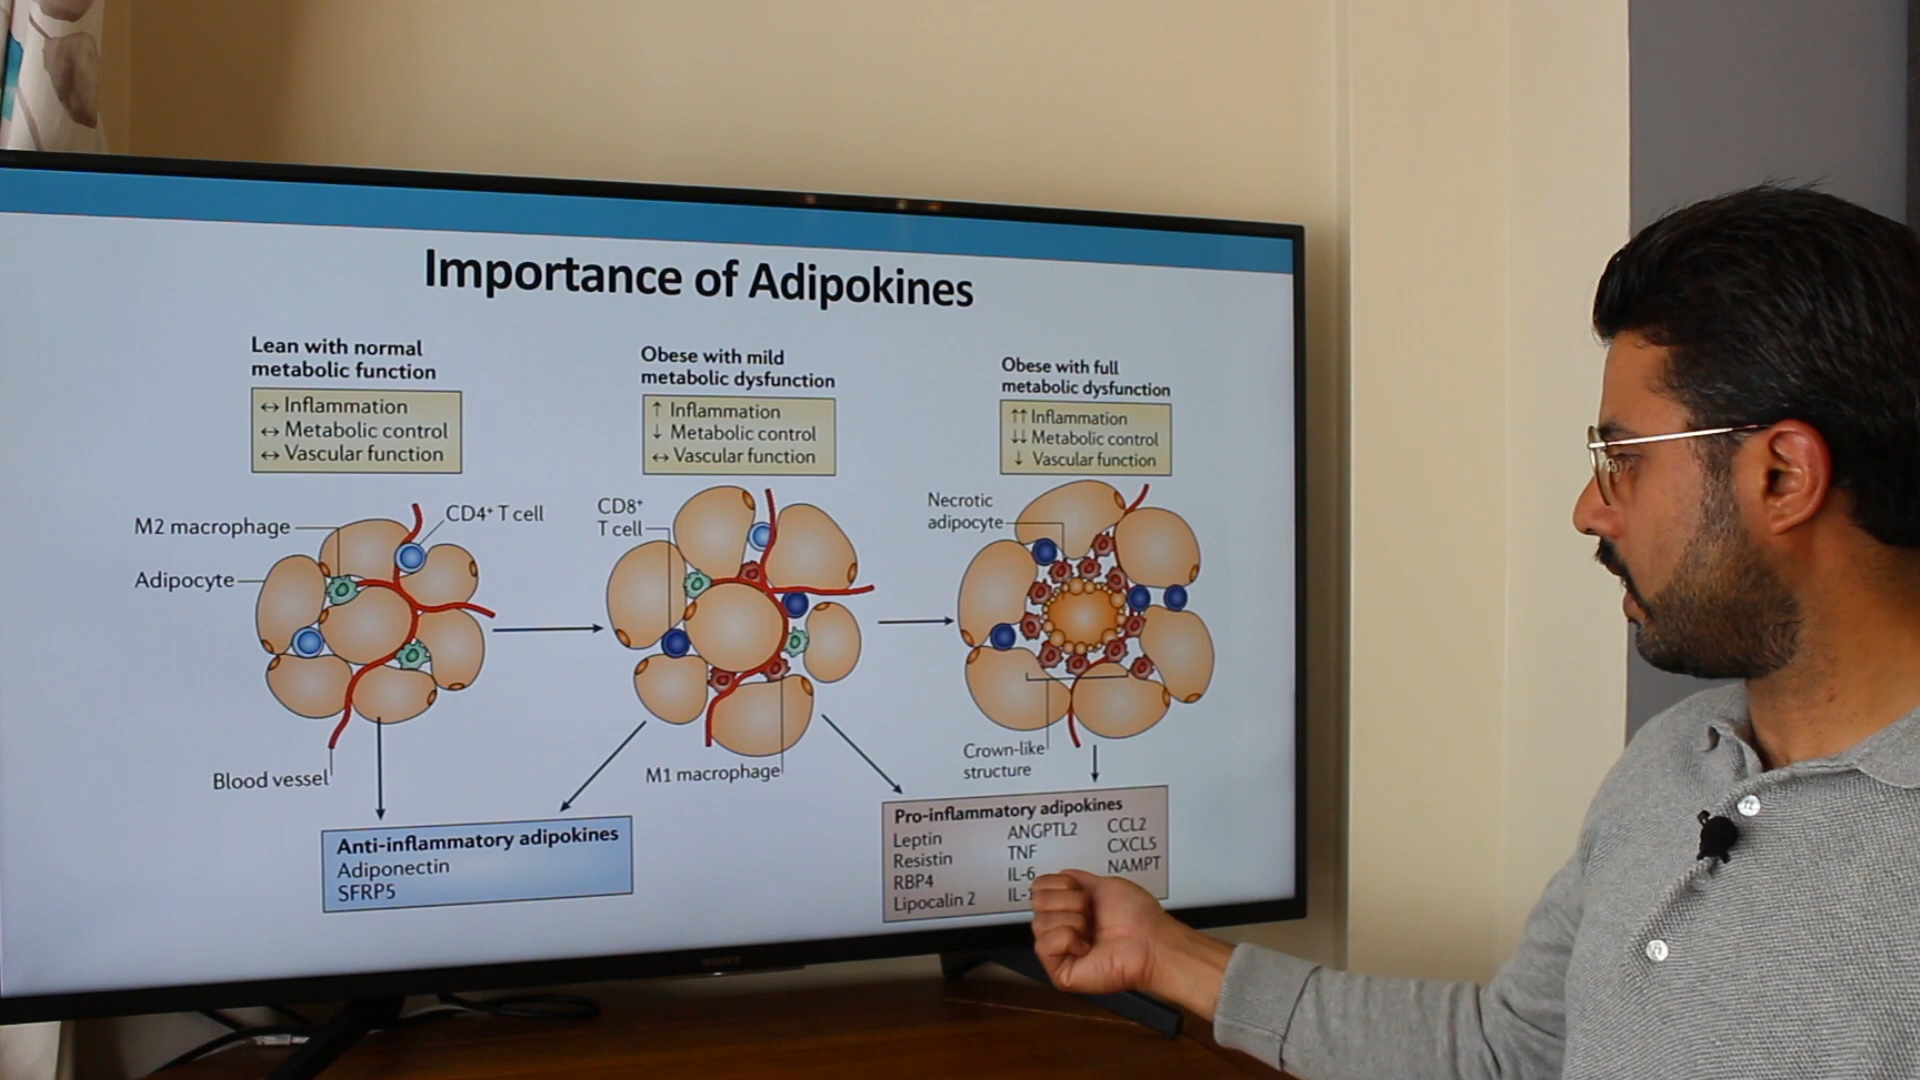 Importance of Adipokines
Lean with normal
metabolic function
↔ Inflammation
↔ Metabolic control
↔ Vascular function
Obese with mild
metabolic dysfunction
↑ Inflammation
↓ Metabolic control
↔ Vascular function
Obese with full
metabolic dysfunction
↑↑ Inflammation
↓↓ Metabolic control
↓ Vascular function
M2 macrophage
CD4⁺ T cell
Adipocyte
Blood vessel
CD8⁺
T cell
M1 macrophage
Necrotic
adipocyte
Crown-like
structure
Anti-inflammatory adipokines
Adiponectin
SFRP5
Pro-inflammatory adipokines
Leptin
Resistin
RBP4
Lipocalin 2
ANGPTL2
TNF
IL-6
CCL2
CXCL5
NAMPT
SONY